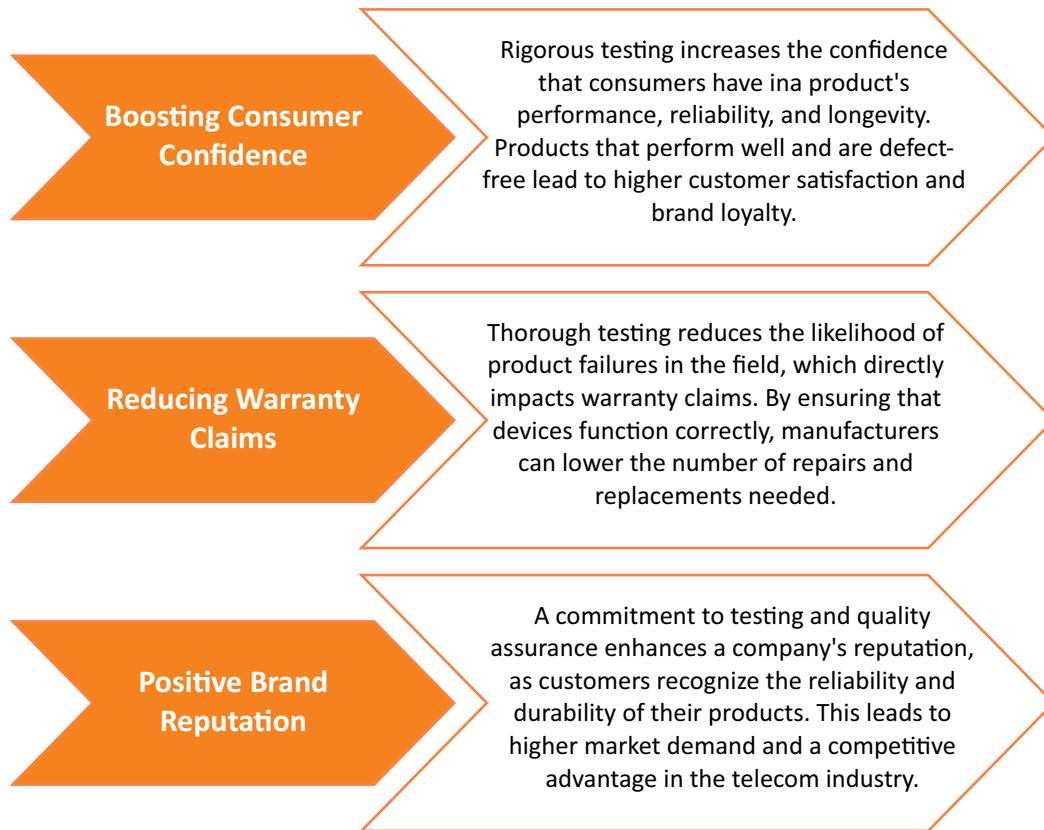 Boosting Consumer
Confidence
Rigorous testing increases the confidence
that consumers have ina product's
performance, reliability, and longevity.
Products that perform well and are defect-
free lead to higher customer satisfaction and
brand loyalty.
Reducing Warranty
Claims
Thorough testing reduces the likelihood of
product failures in the field, which directly
impacts warranty claims. By ensuring that
devices function correctly, manufacturers
can lower the number of repairs and
replacements needed.
Positive Brand
Reputation
A commitment to testing and quality
assurance enhances a company's reputation,
as customers recognize the reliability and
durability of their products. This leads to
higher market demand and a competitive
advantage in the telecom industry.